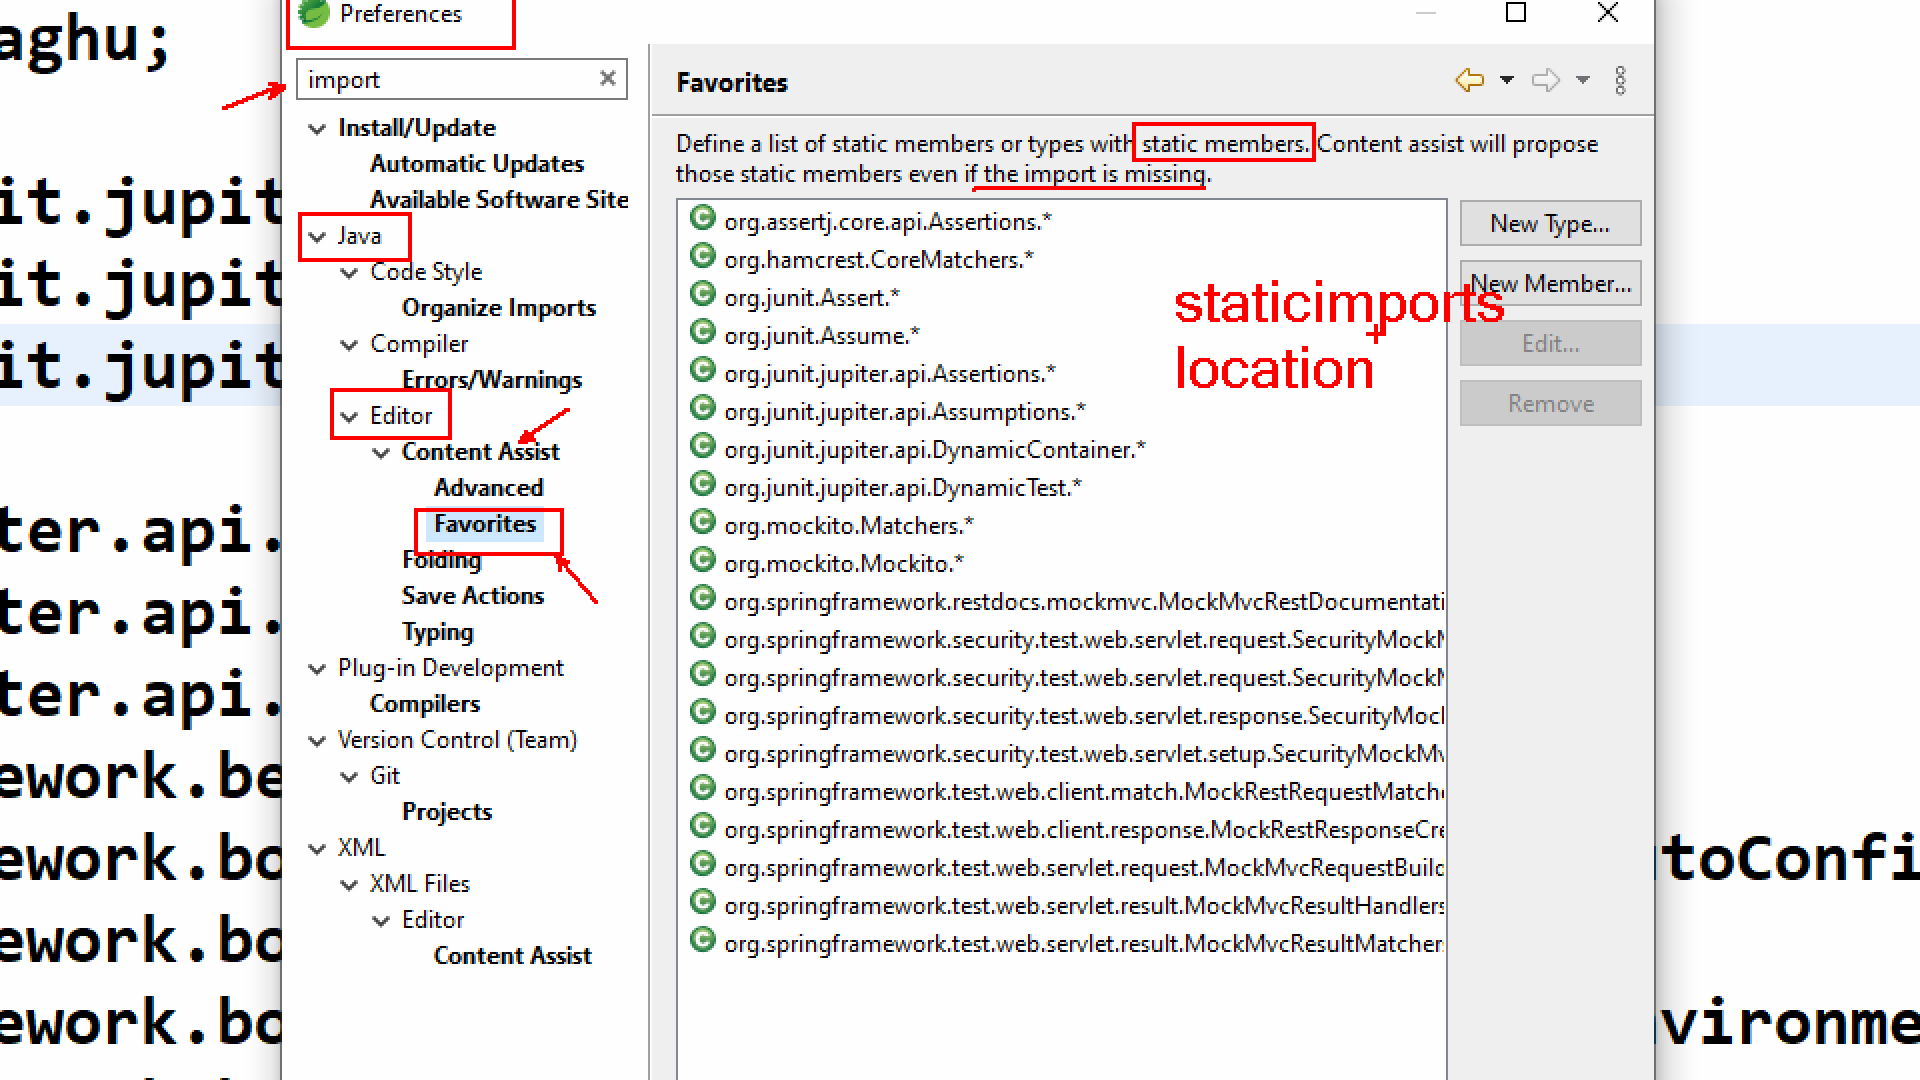 aghu;
it.jupit
it.jupit
it.jupit
ter.api.
ter.api.
ter.api.
ework.be
ework.bo
ework.bo
ework.bo
Preferences
import
Install/Update
Automatic Updates
Available Software Site
Java
Code Style
Organize Imports
Compiler
Errors/Warnings
Editor
Content Assist
Advanced
Favorites
Folding
Save Actions
Typing
Plug-in Development
Compilers
Version Control (Team)
Git
Projects
XML
XML Files
Editor
Content Assist
Favorites
Define a list of static members or types with static members. Content assist will propose
those static members even if the import is missing.
org.assertj.core.api.Assertions.*
org.hamcrest.CoreMatchers.*
org.junit.Assert.*
org.junit.Assume.*
org.junit.jupiter.api.Assertions.*
org.junit.jupiter.api.Assumptions.*
org.junit.jupiter.api.DynamicContainer.*
org.junit.jupiter.api.DynamicTest.*
org.mockito.Matchers.*
org.mockito.Mockito.*
org.springframework.restdocs.mockmvc.MockMvcRestDocumentati
org.springframework.security.test.web.servlet.request.SecurityMockM
org.springframework.security.test.web.servlet.request.SecurityMockM
org.springframework.security.test.web.servlet.response.SecurityMocl
org.springframework.security.test.web.servlet.setup.SecurityMockMv
org.springframework.test.web.client.match.MockRestRequestMatche
org.springframework.test.web.client.response.MockRestResponseCre
org.springframework.test.web.servlet.request.MockMvcRequestBuild
org.springframework.test.web.servlet.result.MockMvcResultHandlers
org.springframework.test.web.servlet.result.MockMvcResultMatcher
staticimports
location
New Type...
New Member...
Edit...
Remove
utoConfi
vironme